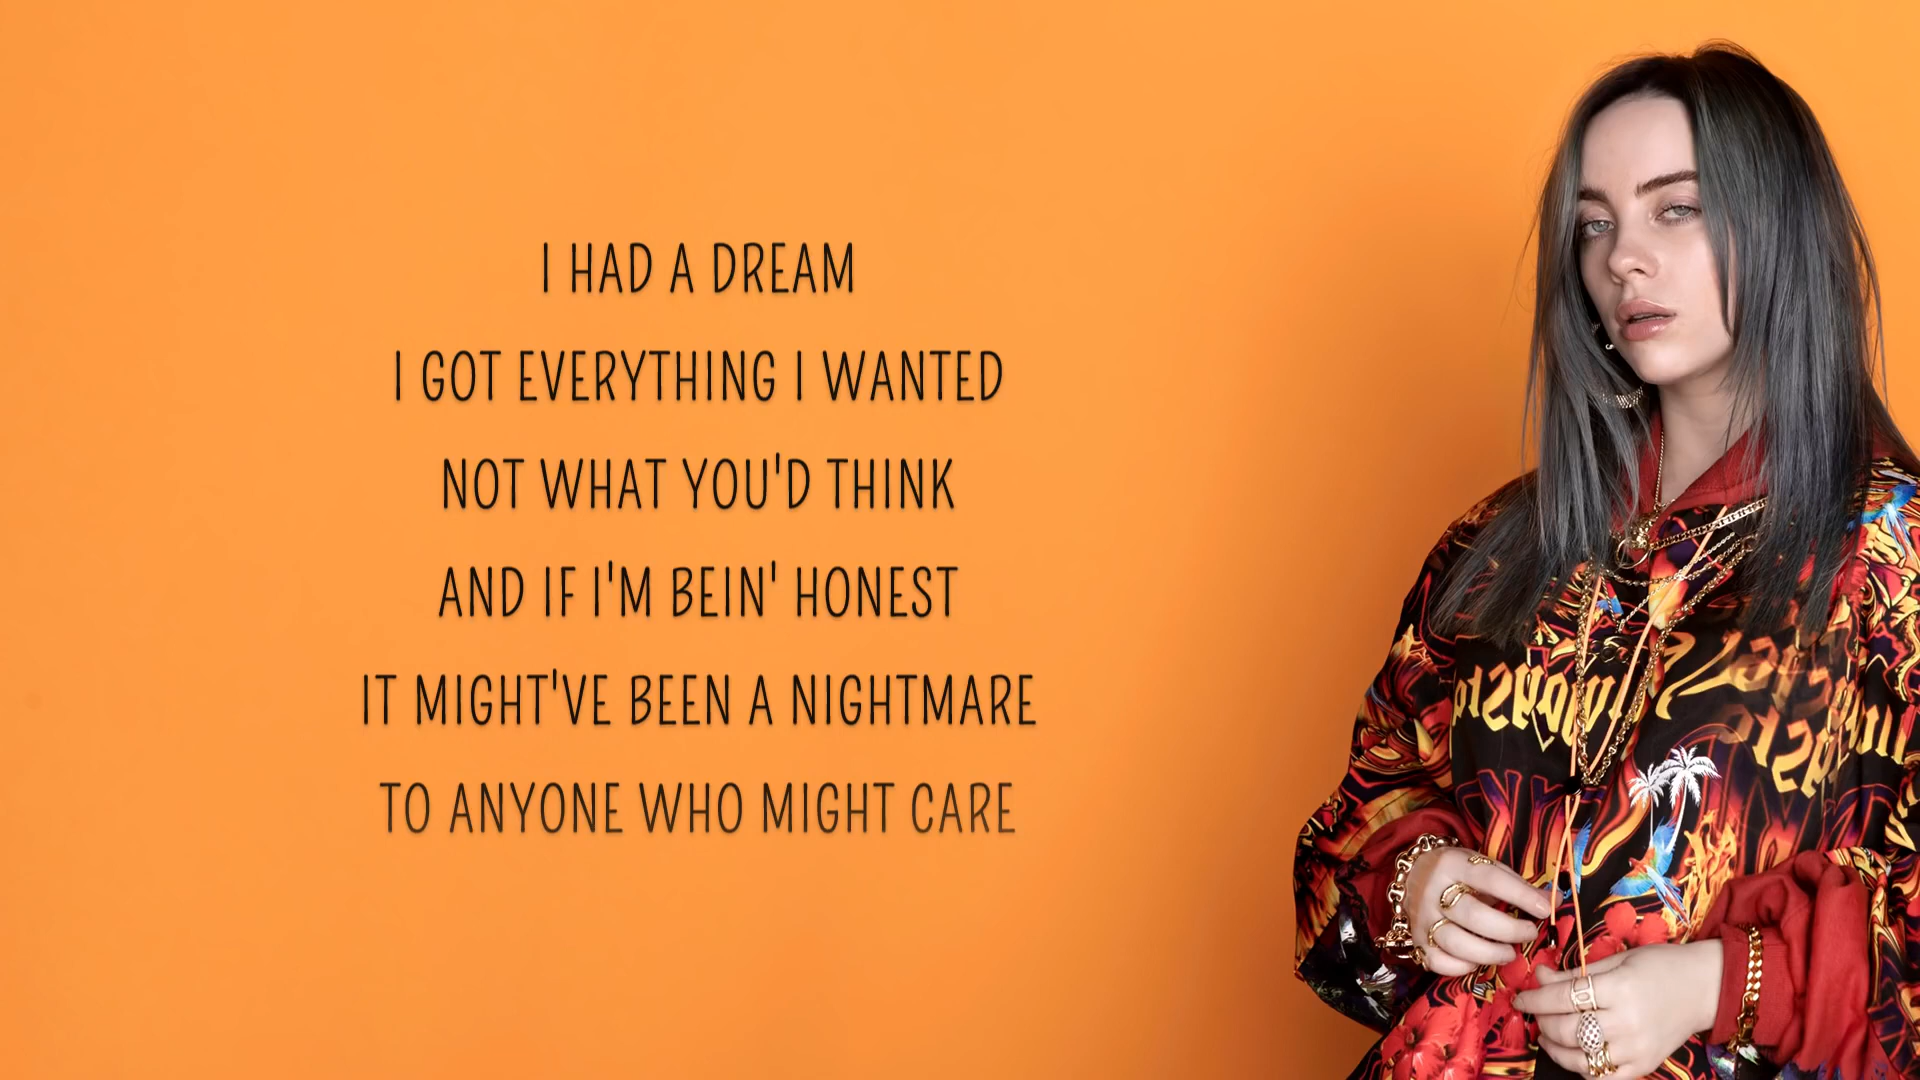 I HAD A DREAM
I GOT EVERYTHING I WANTED
NOT WHAT YOU'D THINK
AND IF I'M BEIN' HONEST
IT MIGHT'VE BEEN A NIGHTMARE
TO ANYONE WHO MIGHT CARE